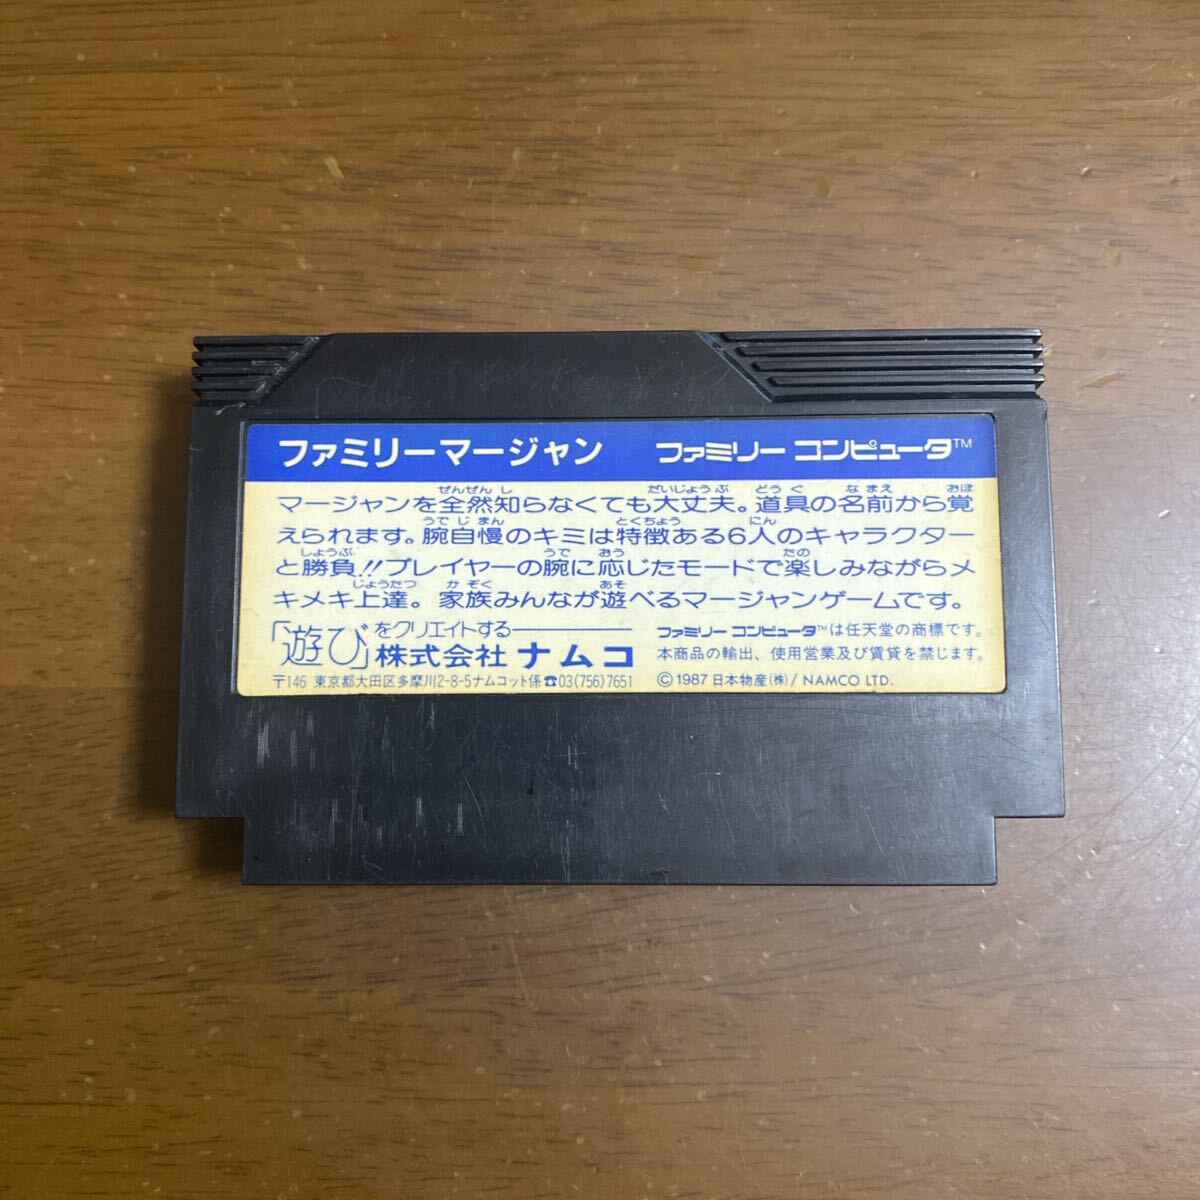 ファミリーマージャン ファミリー コンピュータ™
ぜんぜん し だいじょうぶ どう ぐ な まえ おぼ
マージャンを全然知らなくても大丈夫。道具の名前から覚
うで じ まん とくちょう にん
えられます。腕自慢のキミは特徴ある6人のキャラクター
しょうぶ うで おう たの
と勝負!!プレイヤーの腕に応じたモードで楽しみながらメ
じょうたつ か ぞく あそ
キメキ上達。家族みんなが遊べるマージャンゲームです。
「遊び」をクリエイトする――― ファミリー コンピュータ™は任天堂の商標です。
株式会社 ナムコ 本商品の輸出、使用営業及び賃貸を禁じます。
〒146 東京都大田区多摩川2-8-5ナムコット係☎03(756)7651 ©1987 日本物産(株)/ NAMCO LTD.